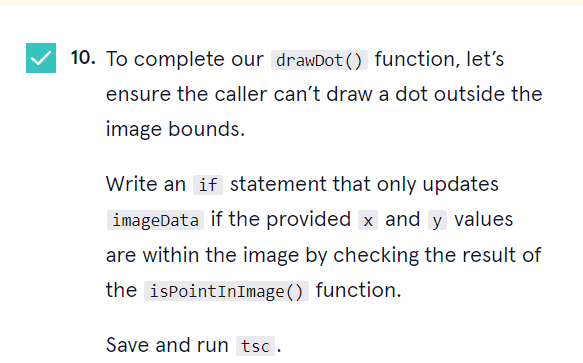 10. To complete our drawDot() function, let’s
ensure the caller can’t draw a dot outside the
image bounds.
Write an if statement that only updates
imageData if the provided x and y values
are within the image by checking the result of
the isPointInImage() function.
Save and run tsc.